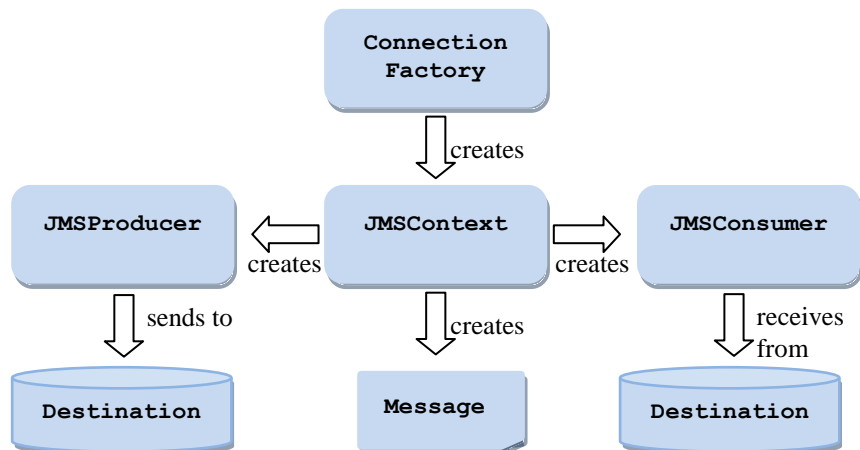 Connection
Factory
creates
JMSProducer
JMSContext
JMSConsumer
creates
creates
sends to
creates
receives
from
Destination
Message
Destination